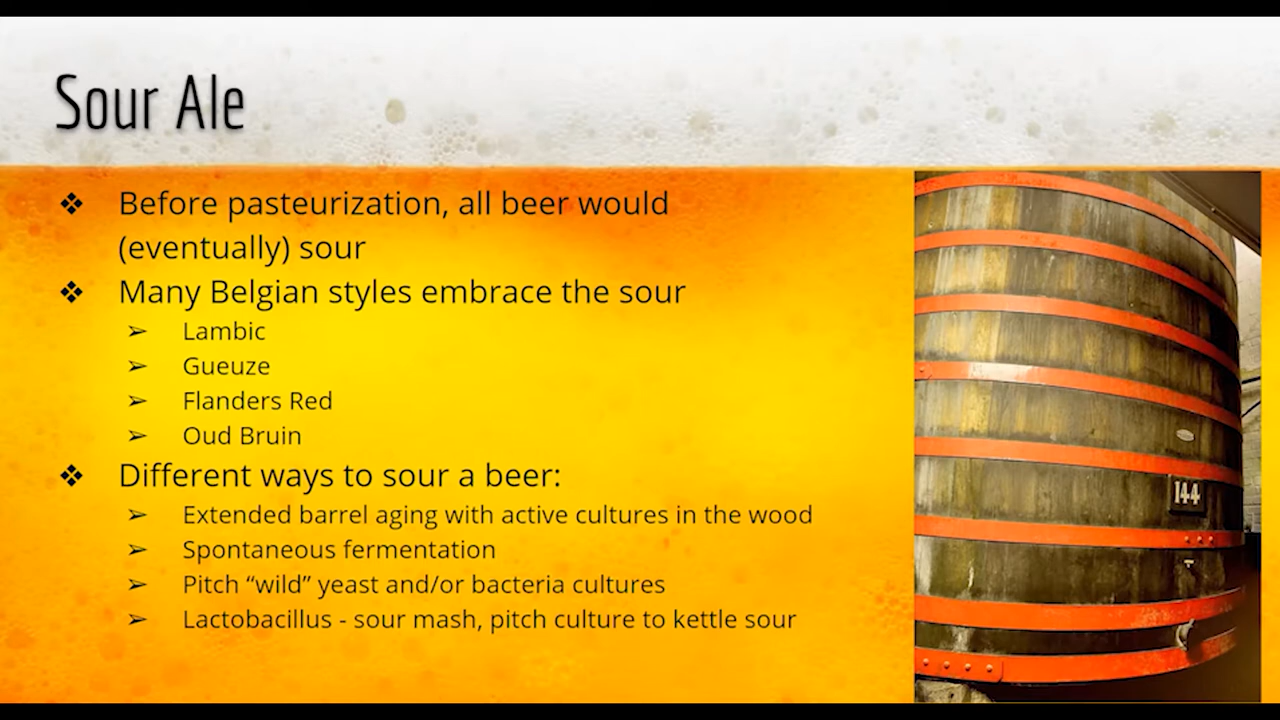 Sour Ale
❖ Before pasteurization, all beer would
(eventually) sour
❖ Many Belgian styles embrace the sour
➢ Lambic
➢ Gueuze
➢ Flanders Red
➢ Oud Bruin
❖ Different ways to sour a beer:
➢ Extended barrel aging with active cultures in the wood
➢ Spontaneous fermentation
➢ Pitch “wild” yeast and/or bacteria cultures
➢ Lactobacillus - sour mash, pitch culture to kettle sour
144